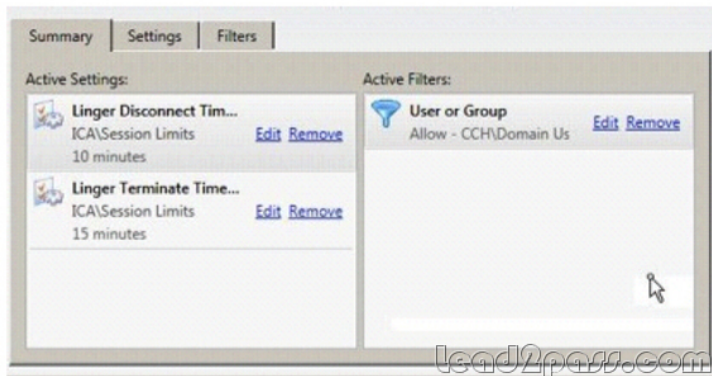 Summary Settings Filters
Active Settings:
Linger Disconnect Tim...
ICA\Session Limits Edit Remove
10 minutes
Linger Terminate Time...
ICA\Session Limits Edit Remove
15 minutes
Active Filters:
User or Group
Allow - CCH\Domain Us Edit Remove
Lead2pass.com